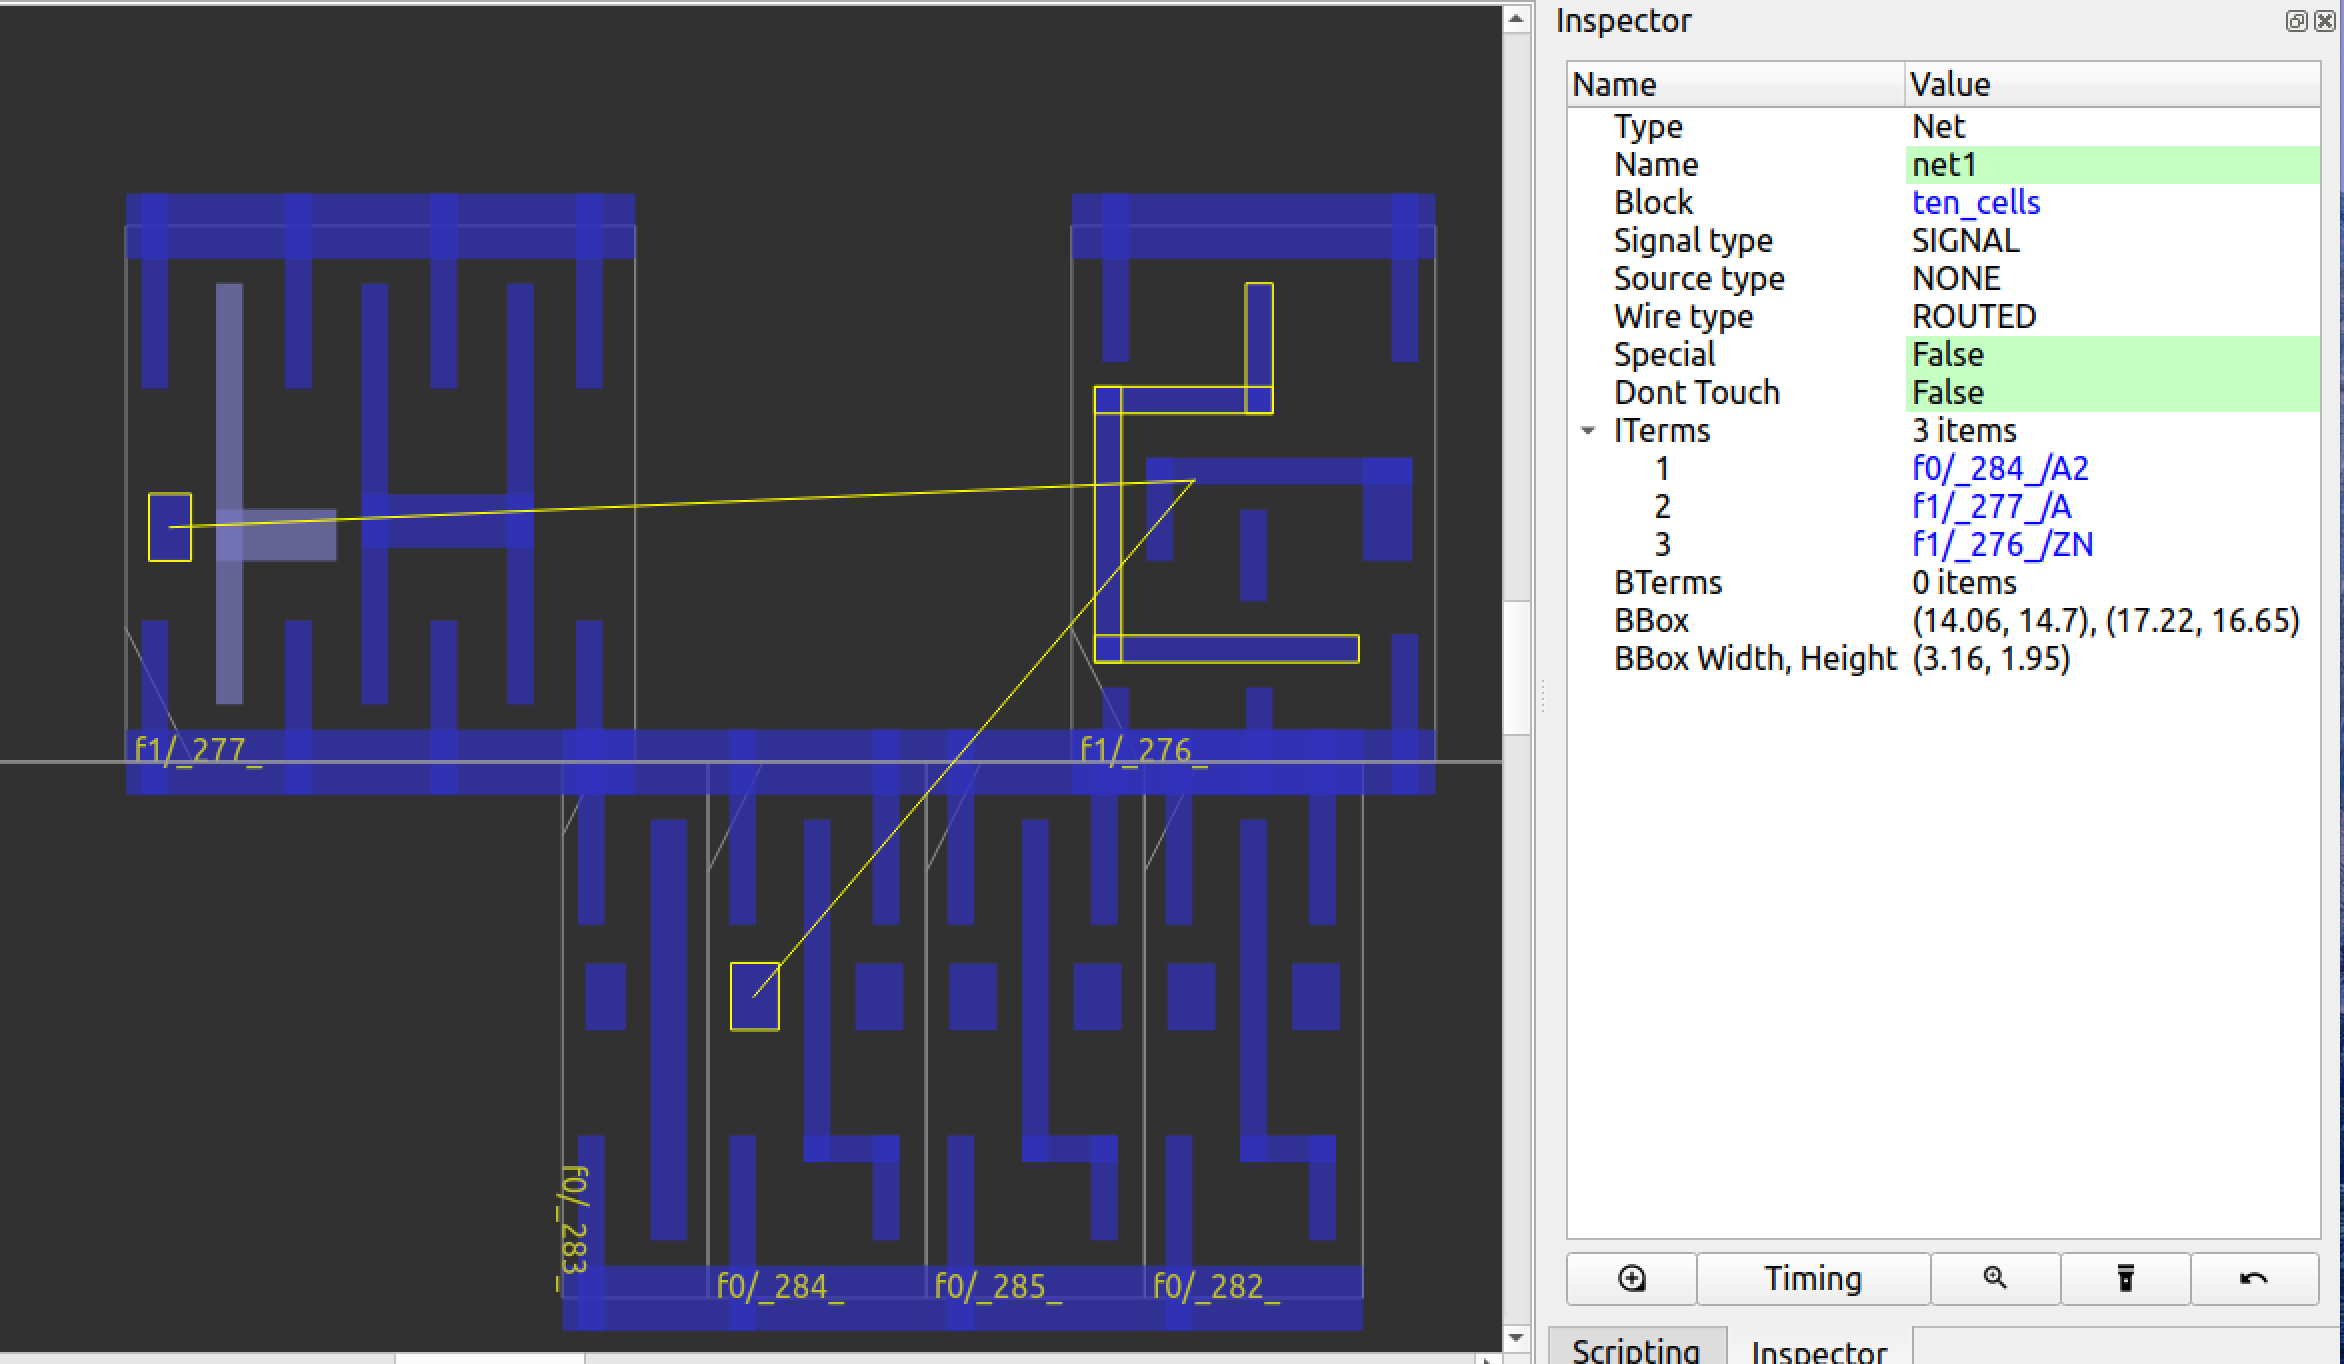 Inspector
Name Value
Type Net
Name net1
Block ten_cells
Signal type SIGNAL
Source type NONE
Wire type ROUTED
Special False
Dont Touch False
ITerms 3 items
1 f0/_284_/A2
2 f1/_277_/A
3 f1/_276_/ZN
BTerms 0 items
BBox (14.06, 14.7), (17.22, 16.65)
BBox Width, Height (3.16, 1.95)
f1/_277_
f1/_276_
f0/_283_
f0/_284_
f0/_285_
f0/_282_
Timing
Scripting Inspector